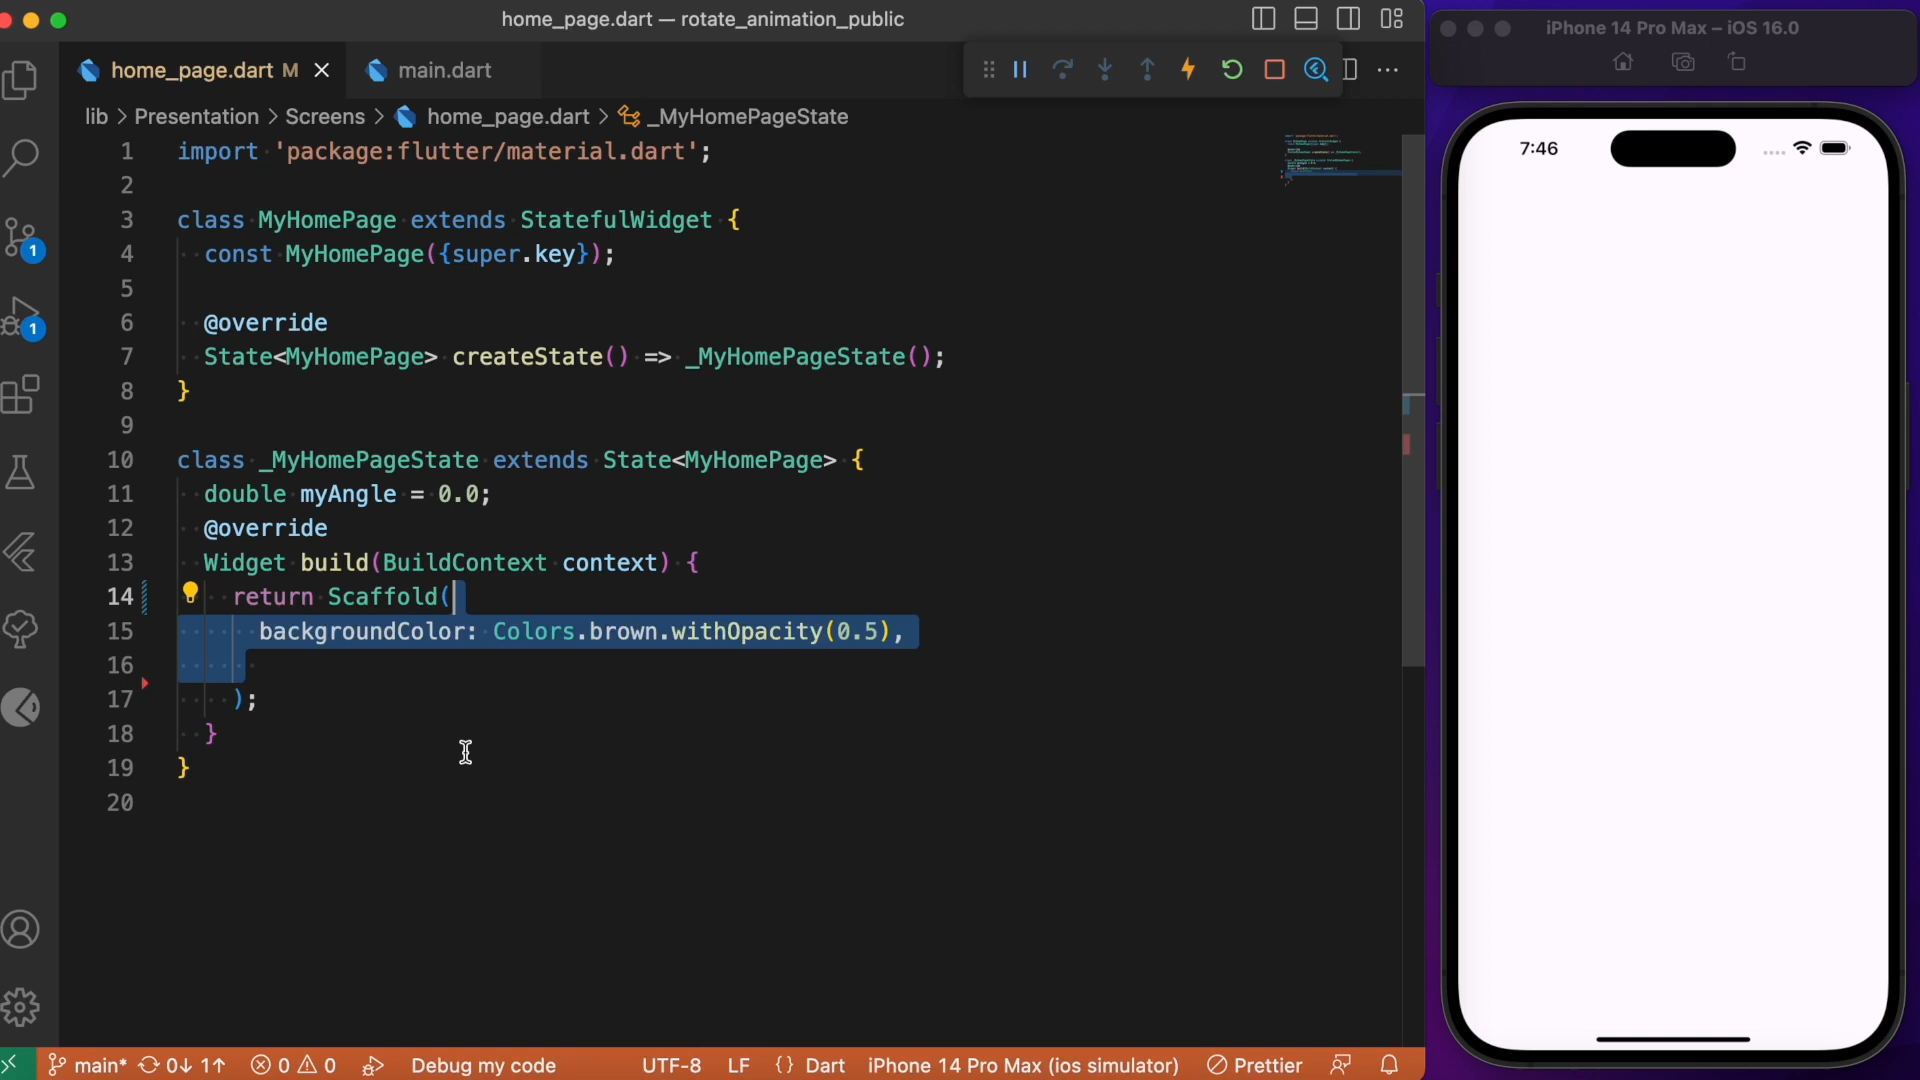 home_page.dart — rotate_animation_public
iPhone 14 Pro Max – iOS 16.0
home_page.dart M
main.dart
lib > Presentation > Screens > home_page.dart > _MyHomePageState
7:46
1 import 'package:flutter/material.dart';
2
3 class MyHomePage extends StatefulWidget {
4 const MyHomePage({super.key});
5
6 @override
7 State<MyHomePage> createState() => _MyHomePageState();
8 }
9
10 class _MyHomePageState extends State<MyHomePage> {
11 double myAngle = 0.0;
12 @override
13 Widget build(BuildContext context) {
14 return Scaffold(
15 backgroundColor: Colors.brown.withOpacity(0.5),
16
17 );
18 }
19 }
20
1
1
main* 0↓ 1↑ 0 0 Debug my code UTF-8 LF {} Dart iPhone 14 Pro Max (ios simulator) Prettier